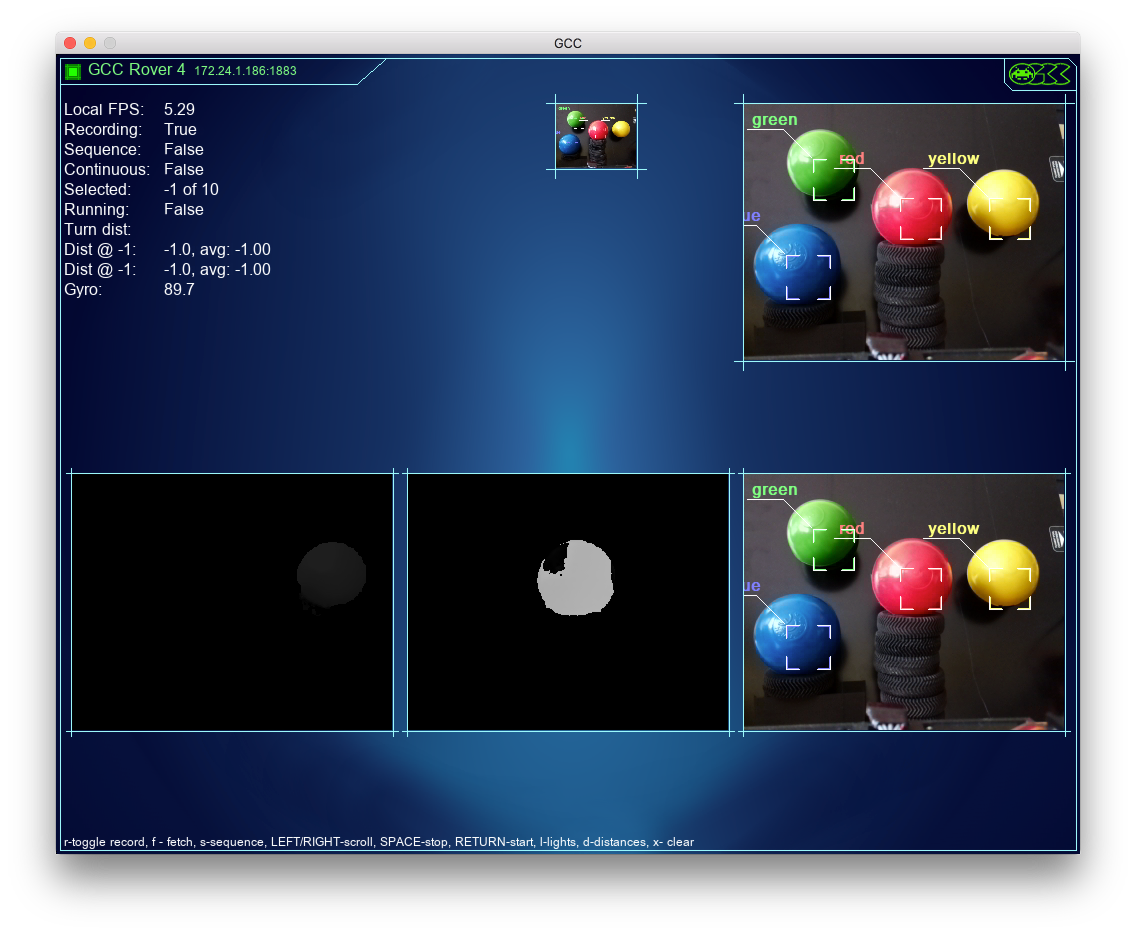 GCC
GCC Rover 4 172.24.1.186:1883
GCC
Local FPS: 5.29
Recording: True
Sequence: False
Continuous: False
Selected: -1 of 10
Running: False
Turn dist:
Dist @ -1: -1.0, avg: -1.00
Dist @ -1: -1.0, avg: -1.00
Gyro: 89.7
green
green
red
yellow
ue
green
red
yellow
ue
r-toggle record, f - fetch, s-sequence, LEFT/RIGHT-scroll, SPACE-stop, RETURN-start, l-lights, d-distances, x- clear